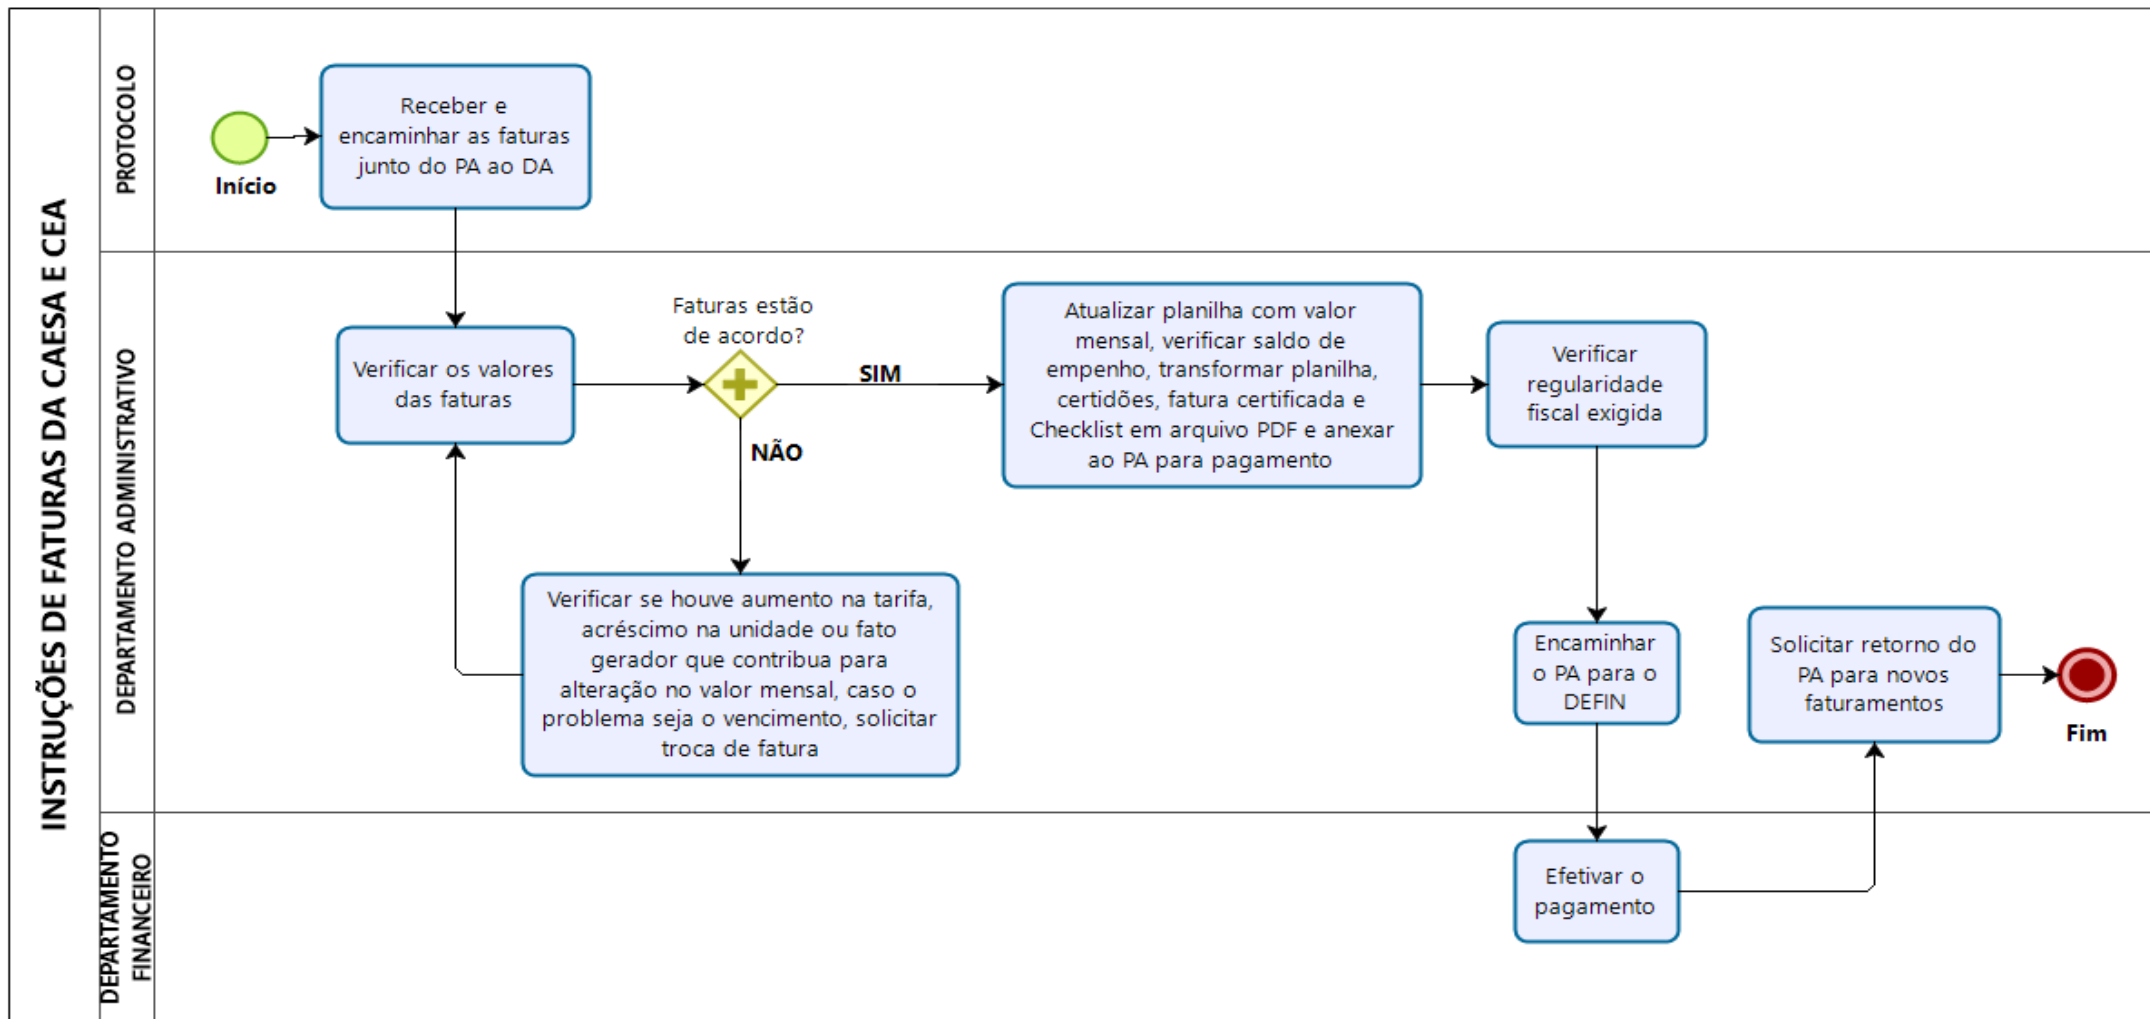 INSTRUÇÕES DE FATURAS DA CAESA E CEA
PROTOCOLO
Início
Receber e
encaminhar as faturas
junto do PA ao DA
DEPARTAMENTO ADMINISTRATIVO
Verificar os valores
das faturas
Faturas estão
de acordo?
SIM
NÃO
Atualizar planilha com valor
mensal, verificar saldo de
empenho, transformar planilha,
certidões, fatura certificada e
Checklist em arquivo PDF e anexar
ao PA para pagamento
Verificar
regularidade
fiscal exigida
Verificar se houve aumento na tarifa,
acréscimo na unidade ou fato
gerador que contribua para
alteração no valor mensal, caso o
problema seja o vencimento, solicitar
troca de fatura
Encaminhar
o PA para o
DEFIN
Solicitar retorno do
PA para novos
faturamentos
Fim
DEPARTAMENTO
FINANCEIRO
Efetivar o
pagamento